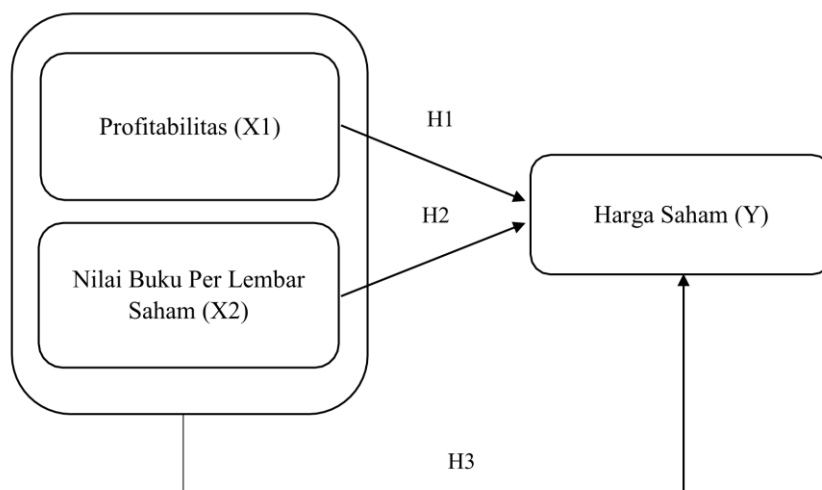 Profitabilitas (X1)
H1
Harga Saham (Y)
H2
Nilai Buku Per Lembar
Saham (X2)
H3